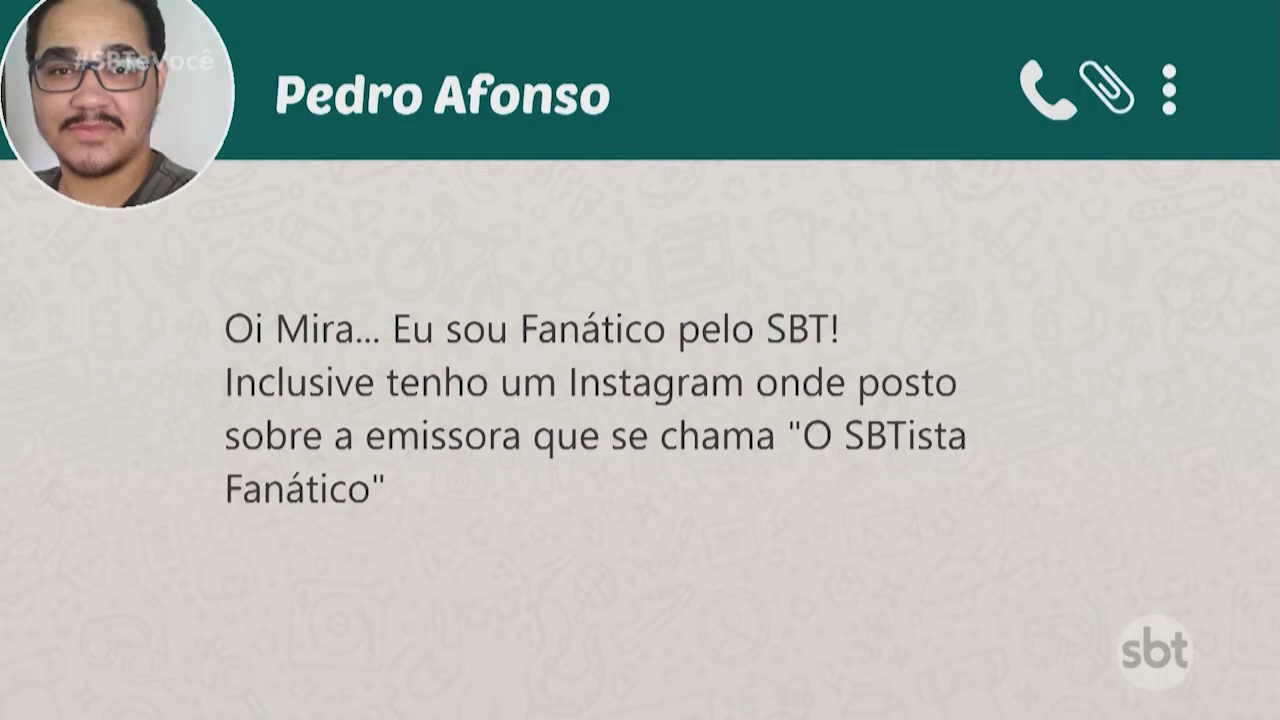 #SBTeVocê
Pedro Afonso
Oi Mira... Eu sou Fanático pelo SBT!
Inclusive tenho um Instagram onde posto
sobre a emissora que se chama "O SBTista
Fanático"
sbt